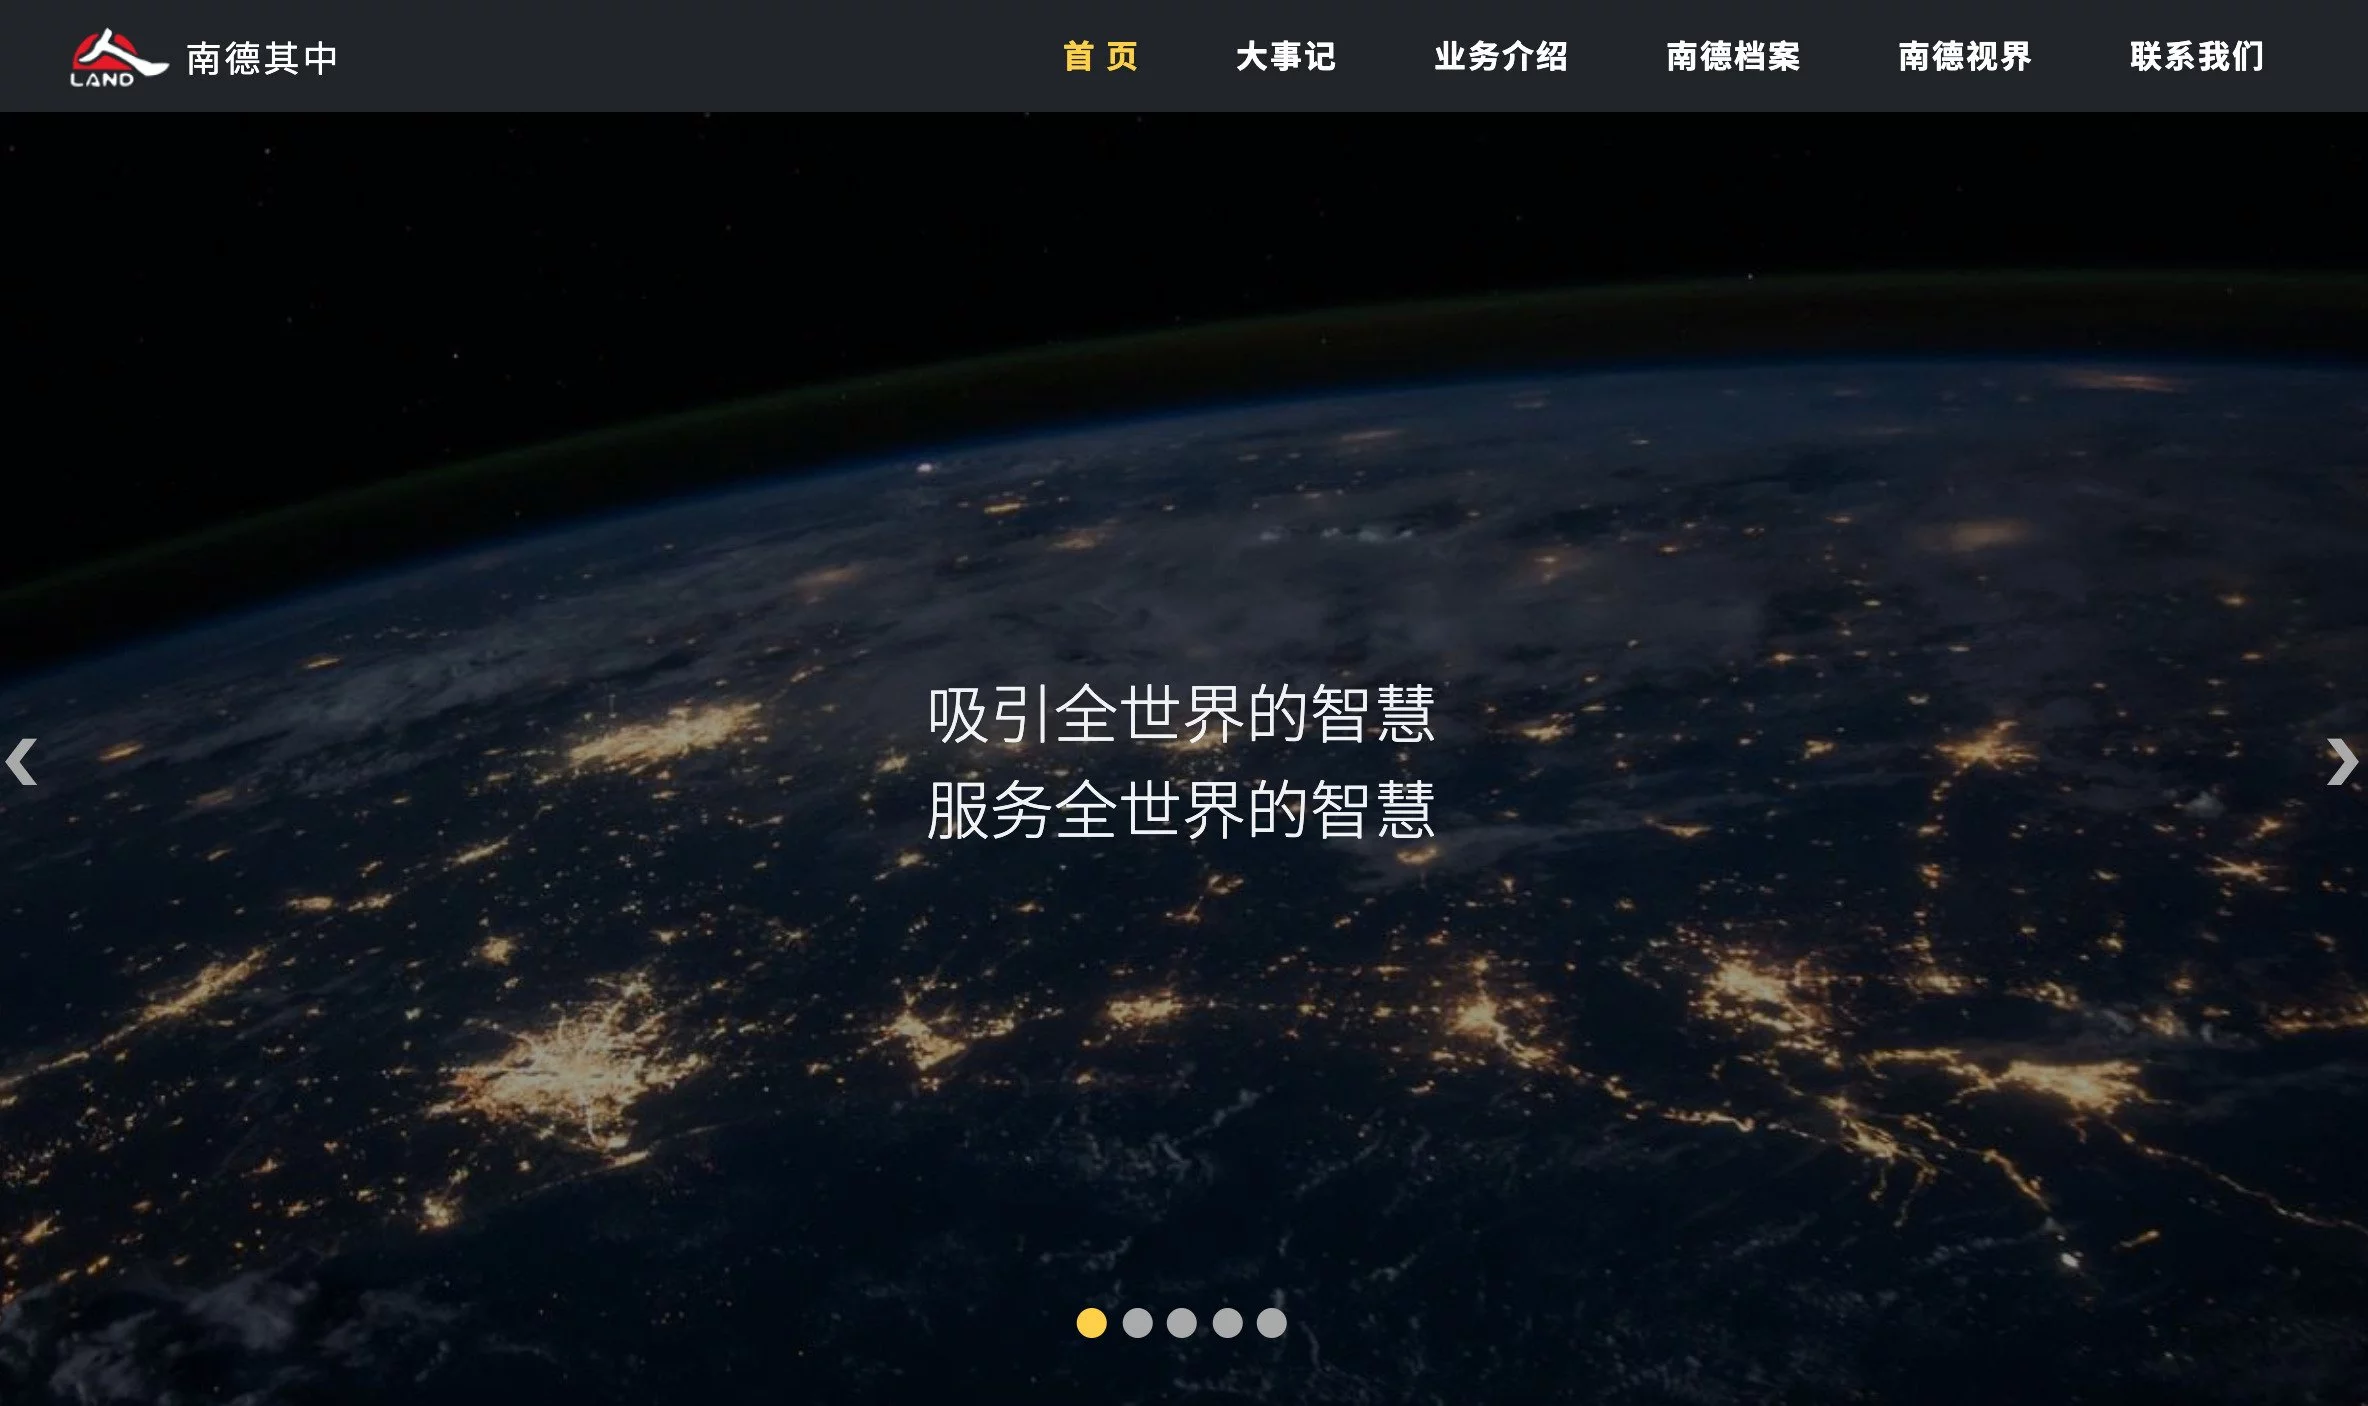 LAND
南德其中
首 页
大事记
业务介绍
南德档案
南德视界
联系我们
吸引全世界的智慧
服务全世界的智慧